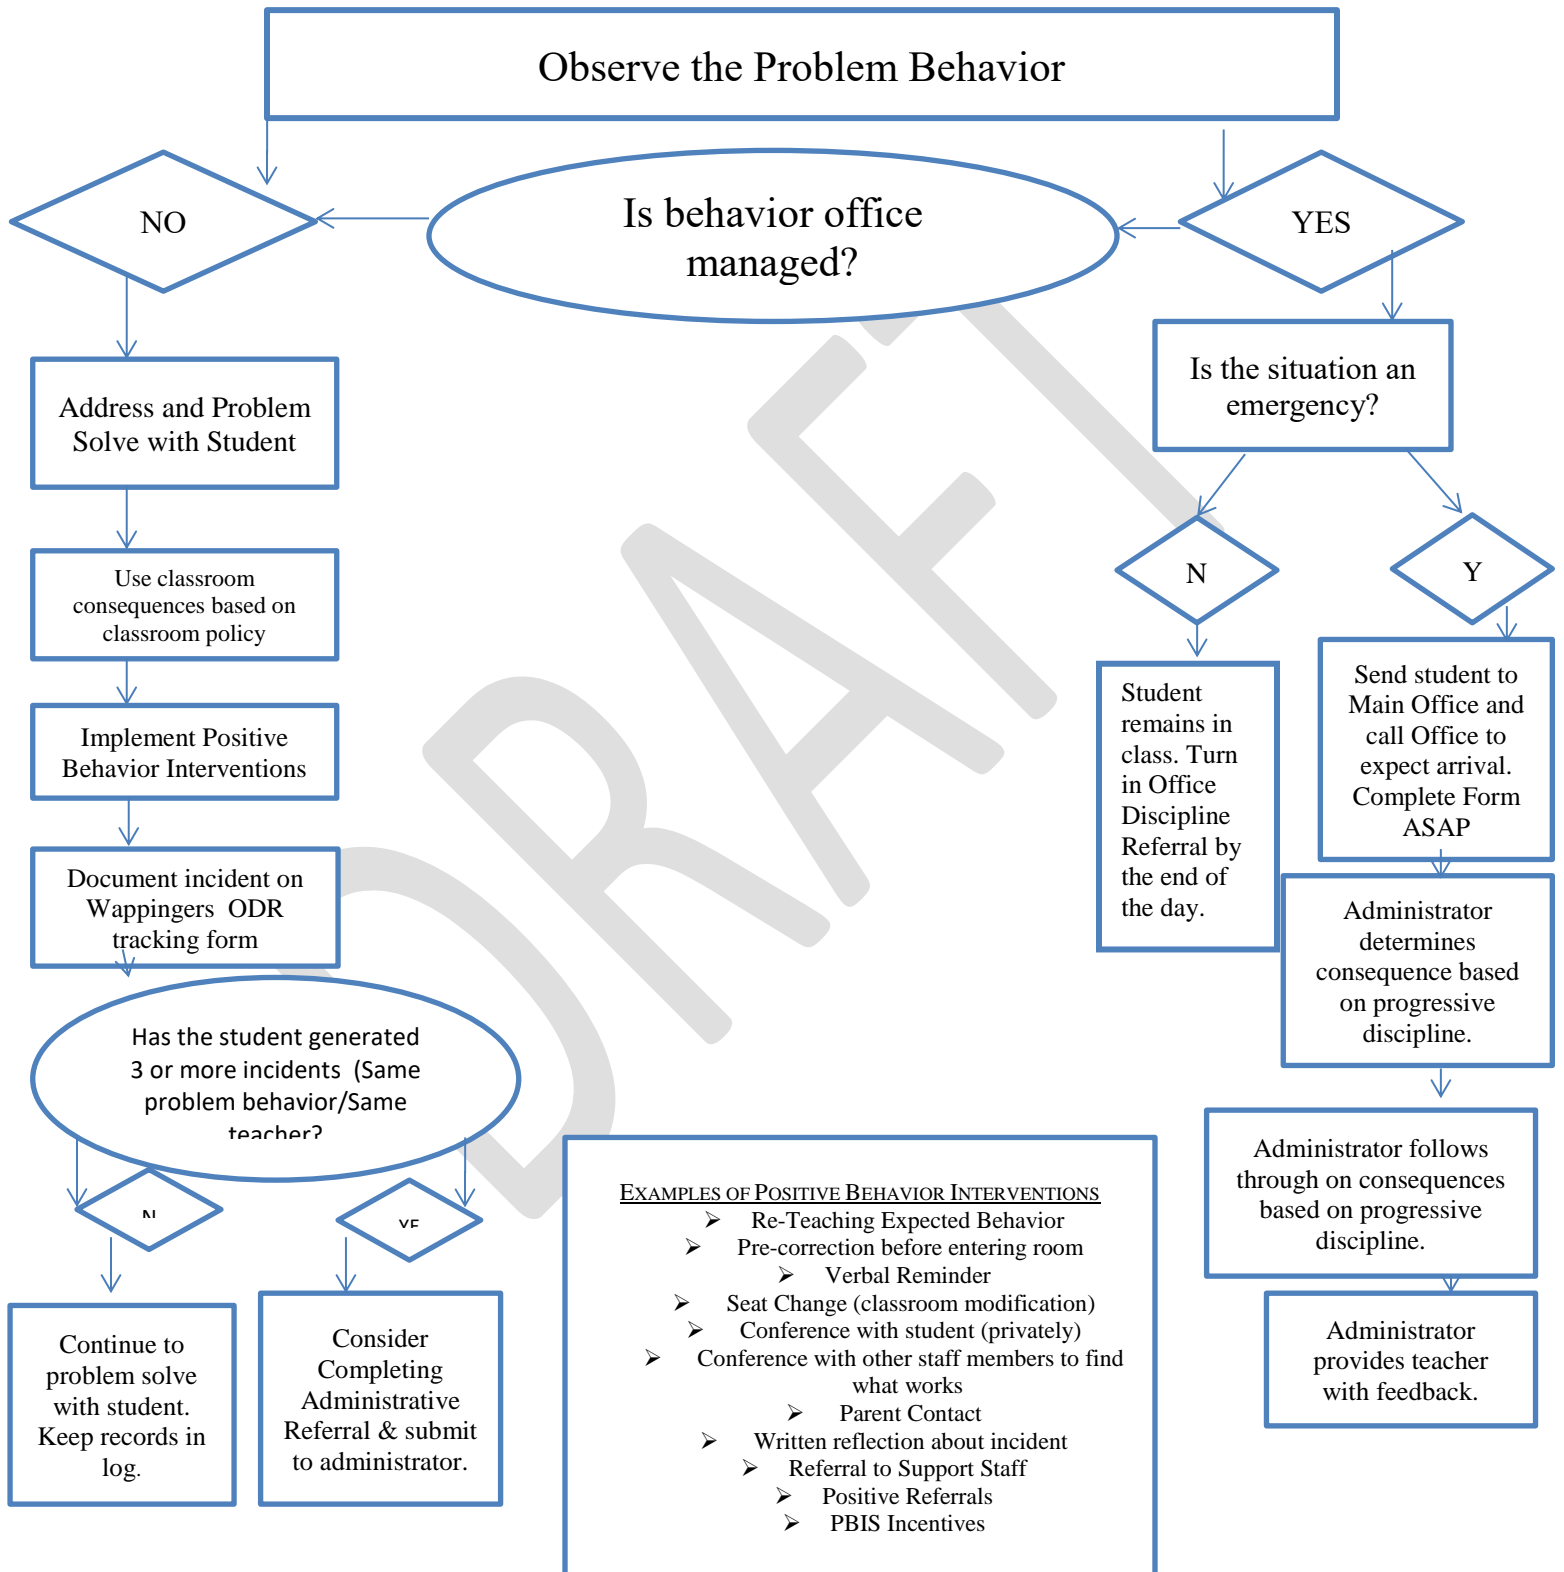 Observe the Problem Behavior
NO
Is behavior office
managed?
YES
Address and Problem
Solve with Student
Use classroom
consequences based on
classroom policy
Implement Positive
Behavior Interventions
Document incident on
Wappingers  ODR
tracking form
Has the student generated
3 or more incidents  (Same
problem behavior/Same
teacher?
N
YE
Continue to
problem solve
with student.
Keep records in
log.
Consider
Completing
Administrative
Referral & submit
to administrator.
Is the situation an
emergency?
N
Y
Student
remains in
class. Turn
in Office
Discipline
Referral by
the end of
the day.
Send student to
Main Office and
call Office to
expect arrival.
Complete Form
ASAP
Administrator
determines
consequence based
on progressive
discipline.
Administrator follows
through on consequences
based on progressive
discipline.
Administrator
provides teacher
with feedback.
EXAMPLES OF POSITIVE BEHAVIOR INTERVENTIONS
➢ Re-Teaching Expected Behavior
➢ Pre-correction before entering room
➢ Verbal Reminder
➢ Seat Change (classroom modification)
➢ Conference with student (privately)
➢ Conference with other staff members to find
what works
➢ Parent Contact
➢ Written reflection about incident
➢ Referral to Support Staff
➢ Positive Referrals
➢ PBIS Incentives
DRAFT